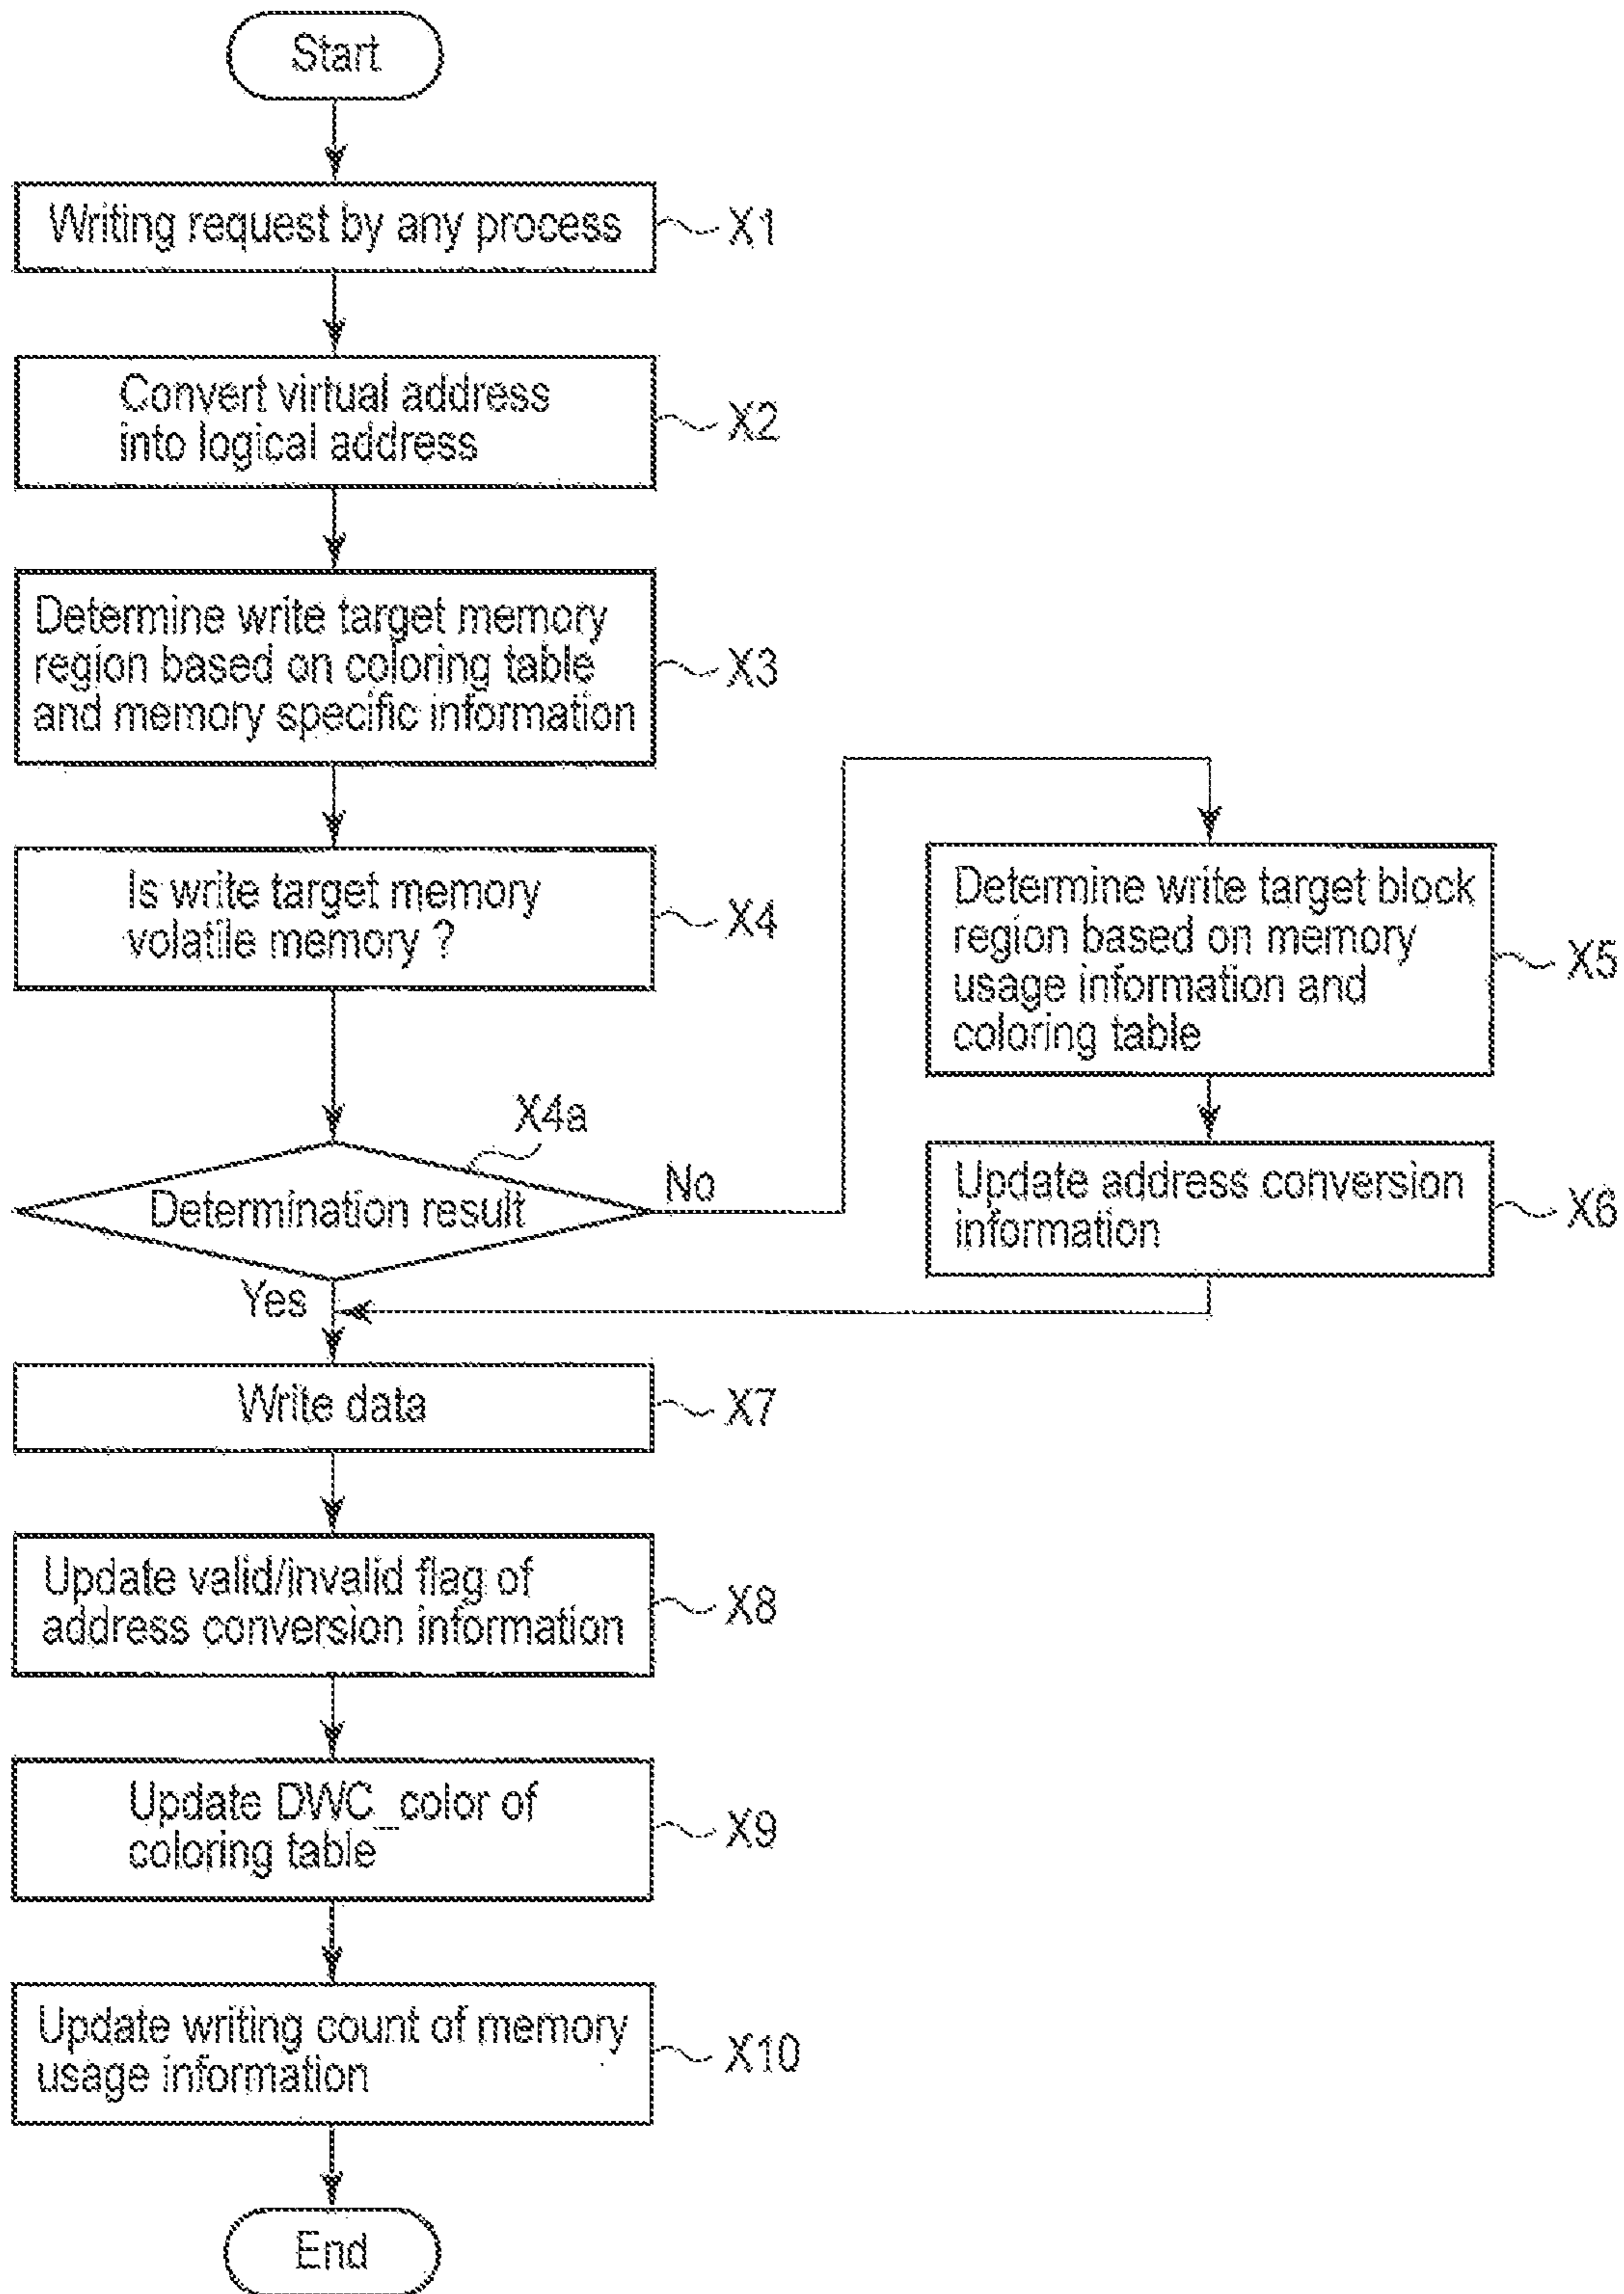 Start
Writing request by any process
X1
Convert virtual address
into logical address
X2
Determine write target memory
region based on coloring table
and memory specific information
X3
Is write target memory
volatile memory ?
X4
X4a
Determination result
No
Yes
Determine write target block
region based on memory
usage information and
coloring table
X5
Update address conversion
information
X6
Write data
X7
Update valid/invalid flag of
address conversion information
X8
Update DWC_color of
coloring table
X9
Update writing count of memory
usage information
X10
End